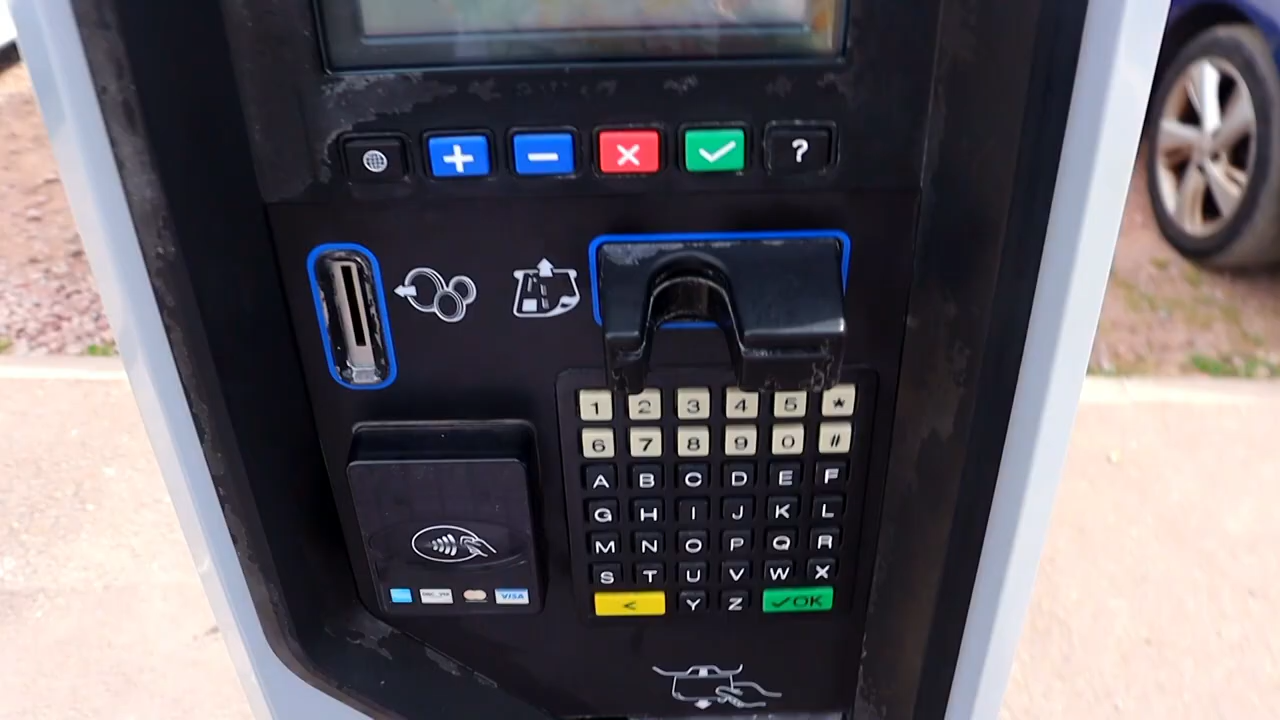 ?
1 2 3 4 5 *
6 7 8 9 0 #
A B C D E F
G H I J K L
M N O P Q R
S T U V W X
< Y Z ✓OK
VISA